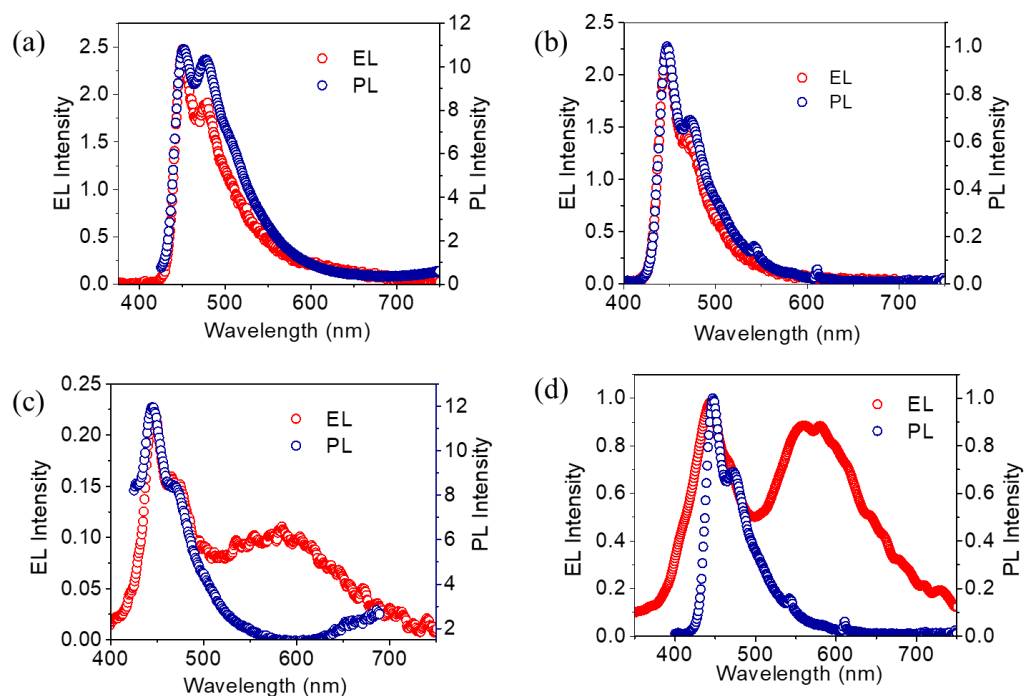 (a)
EL
PL
2.5
2.0
1.5
1.0
0.5
0.0
EL Intensity
12
10
8
6
4
2
0
PL Intensity
400 500 600 700
Wavelength (nm)
(b)
EL
PL
2.5
2.0
1.5
1.0
0.5
0.0
EL Intensity
1.0
0.8
0.6
0.4
0.2
0.0
PL Intensity
400 500 600 700
Wavelength (nm)
(c)
EL
PL
0.25
0.20
0.15
0.10
0.05
0.00
EL Intensity
12
10
8
6
4
2
PL Intensity
400 500 600 700
Wavelength (nm)
(d)
EL
PL
1.0
0.8
0.6
0.4
0.2
0.0
EL Intensity
1.0
0.8
0.6
0.4
0.2
0.0
PL Intensity
400 500 600 700
Wavelength (nm)